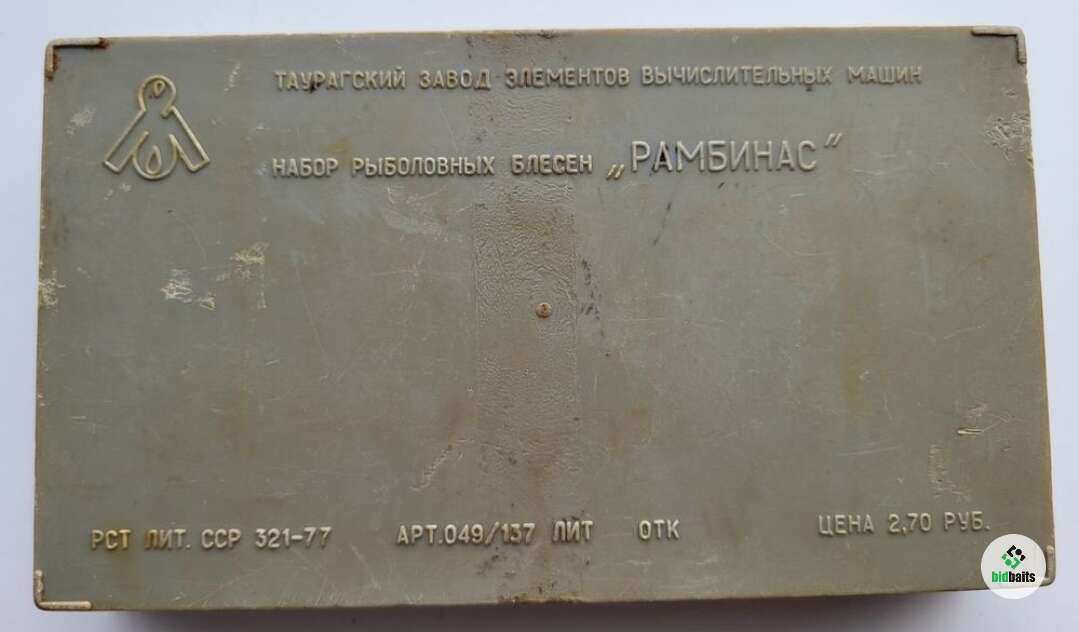 ТАУРАГСКИЙ ЗАВОД ЭЛЕМЕНТОВ ВЫЧИСЛИТЕЛЬНЫХ МАШИН
НАБОР РЫБОЛОВНЫХ БЛЕСЕН „РАМБИНАС“
РСТ ЛИТ. ССР 321-77 АРТ.049/137 ЛИТ ОТК ЦЕНА 2,70 РУБ.
bidbaits